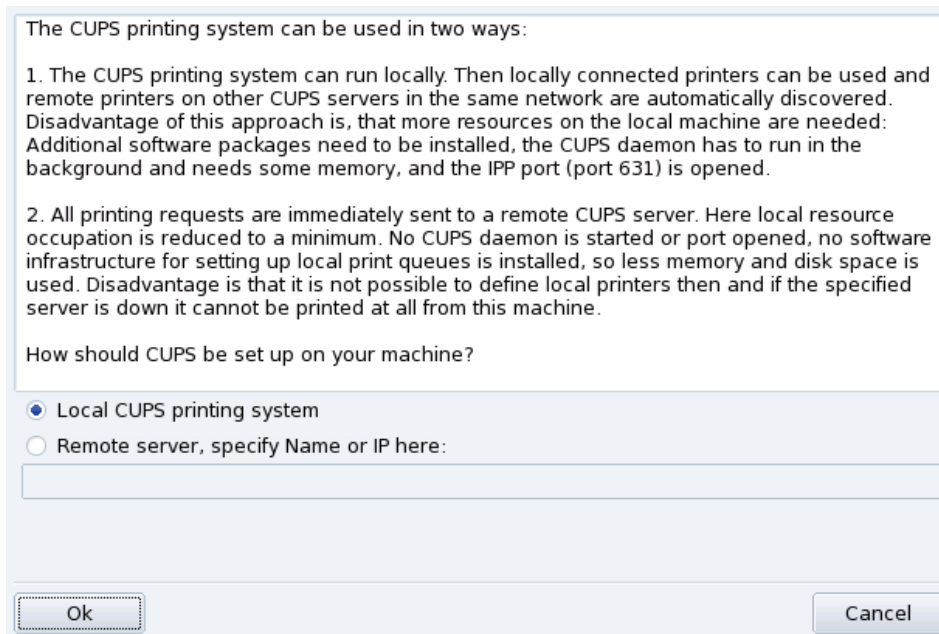 The CUPS printing system can be used in two ways:
1. The CUPS printing system can run locally. Then locally connected printers can be used and
remote printers on other CUPS servers in the same network are automatically discovered.
Disadvantage of this approach is, that more resources on the local machine are needed:
Additional software packages need to be installed, the CUPS daemon has to run in the
background and needs some memory, and the IPP port (port 631) is opened.
2. All printing requests are immediately sent to a remote CUPS server. Here local resource
occupation is reduced to a minimum. No CUPS daemon is started or port opened, no software
infrastructure for setting up local print queues is installed, so less memory and disk space is
used. Disadvantage is that it is not possible to define local printers then and if the specified
server is down it cannot be printed at all from this machine.
How should CUPS be set up on your machine?
Local CUPS printing system
Remote server, specify Name or IP here:
Ok
Cancel